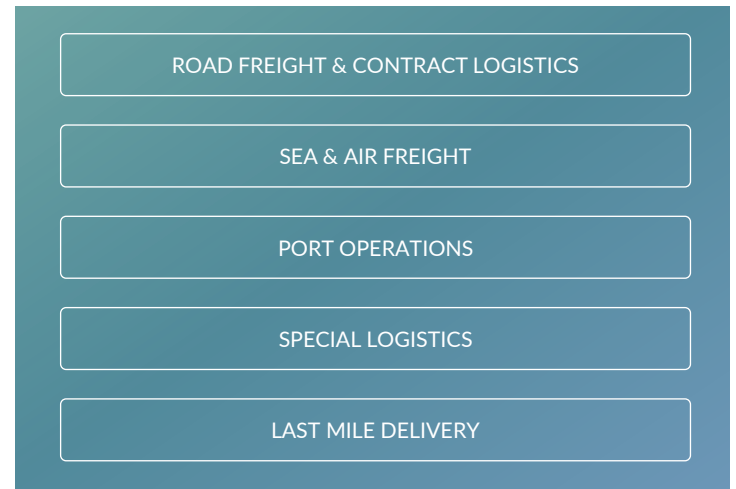 ROAD FREIGHT & CONTRACT LOGISTICS
SEA & AIR FREIGHT
PORT OPERATIONS
SPECIAL LOGISTICS
LAST MILE DELIVERY